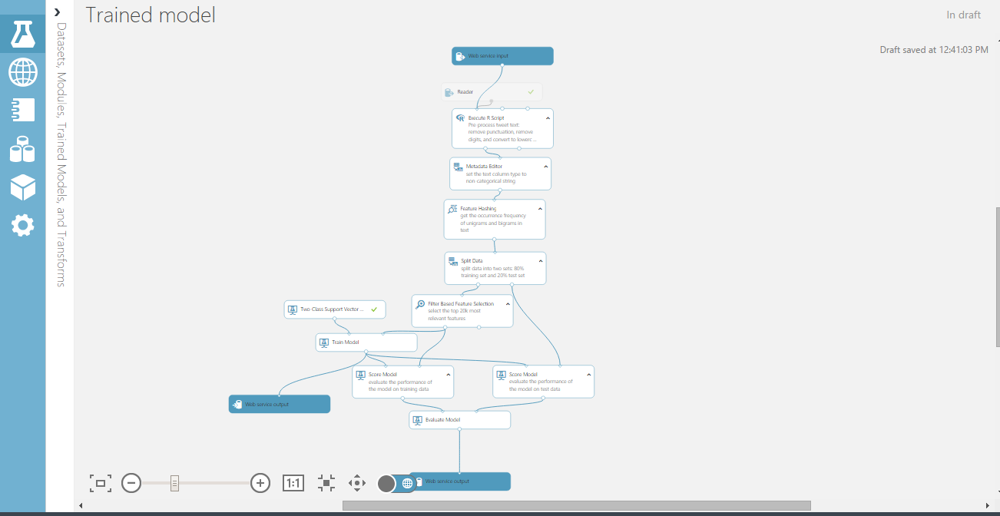 Trained model
In draft
Draft saved at 12:41:03 PM
Datasets, Modules, Trained Models, and Transforms
Web service input
Reader
Execute R Script
Pre-process tweet text:
remove punctuation, remove
digits, and convert to lowerc...
Metadata Editor
set the text column type to
non-categorical string
Feature Hashing
get the occurrence frequency
of unigrams and bigrams in
text
Split Data
split data into two sets: 80%
training set and 20% test set
Two-Class Support Vector ...
Filter Based Feature Selection
select the top 20k most
relevant features
Train Model
Score Model
evaluate the performance of
the model on training data
Score Model
evaluate the performance of
the model on test data
Web service output
Evaluate Model
Web service output
1:1